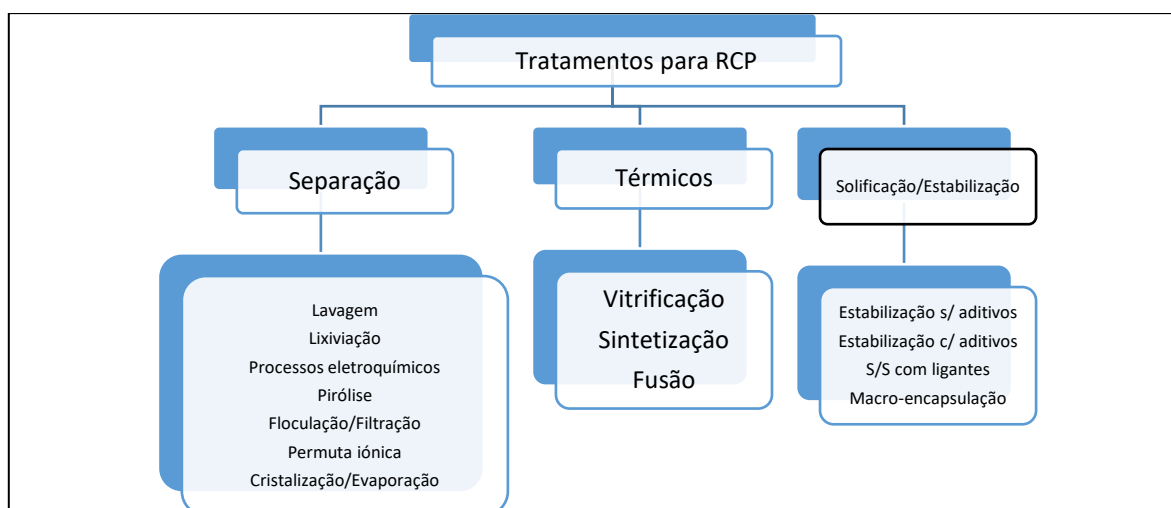 Tratamentos para RCP
Separação
Térmicos
Solificação/Estabilização
Lavagem
Lixiviação
Processos eletroquímicos
Pirólise
Floculação/Filtração
Permuta iónica
Cristalização/Evaporação
Vitrificação
Sintetização
Fusão
Estabilização s/ aditivos
Estabilização c/ aditivos
S/S com ligantes
Macro-encapsulação